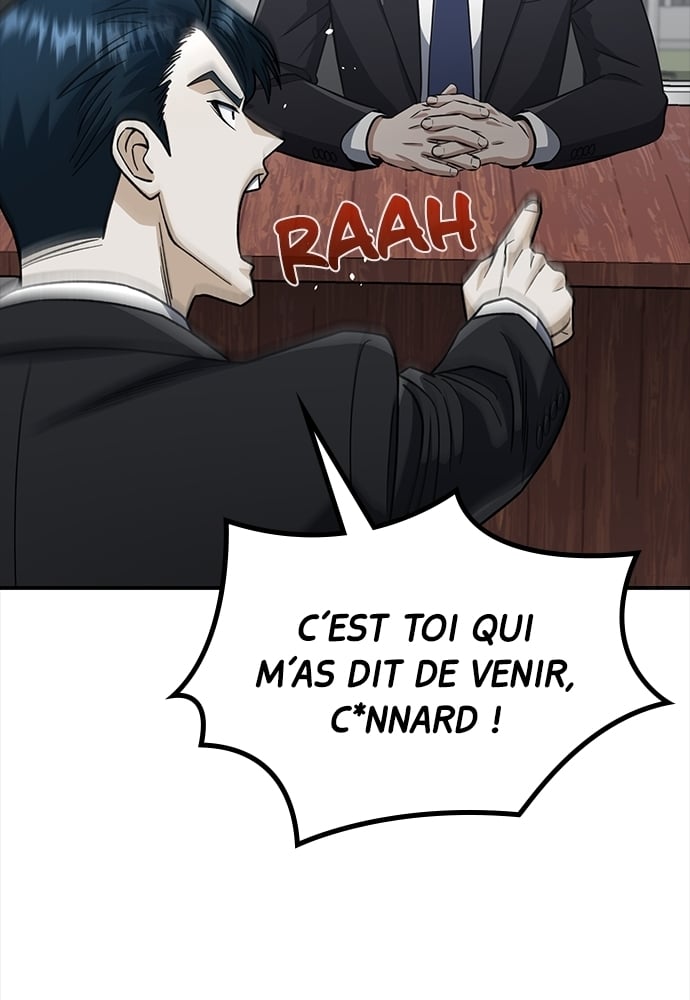 RAAH
C'EST TOI QUI
M'AS DIT DE VENIR,
C*NNARD !